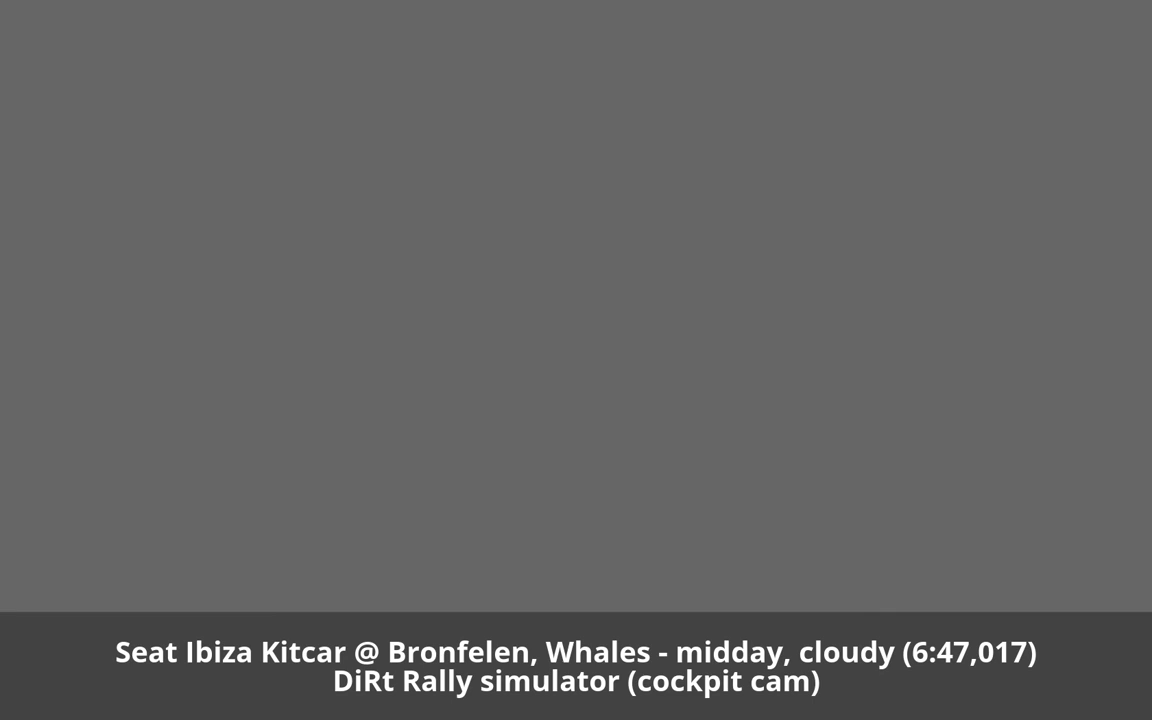 Seat Ibiza Kitcar @ Bronfelen, Whales - midday, cloudy (6:47,017)
DiRt Rally simulator (cockpit cam)